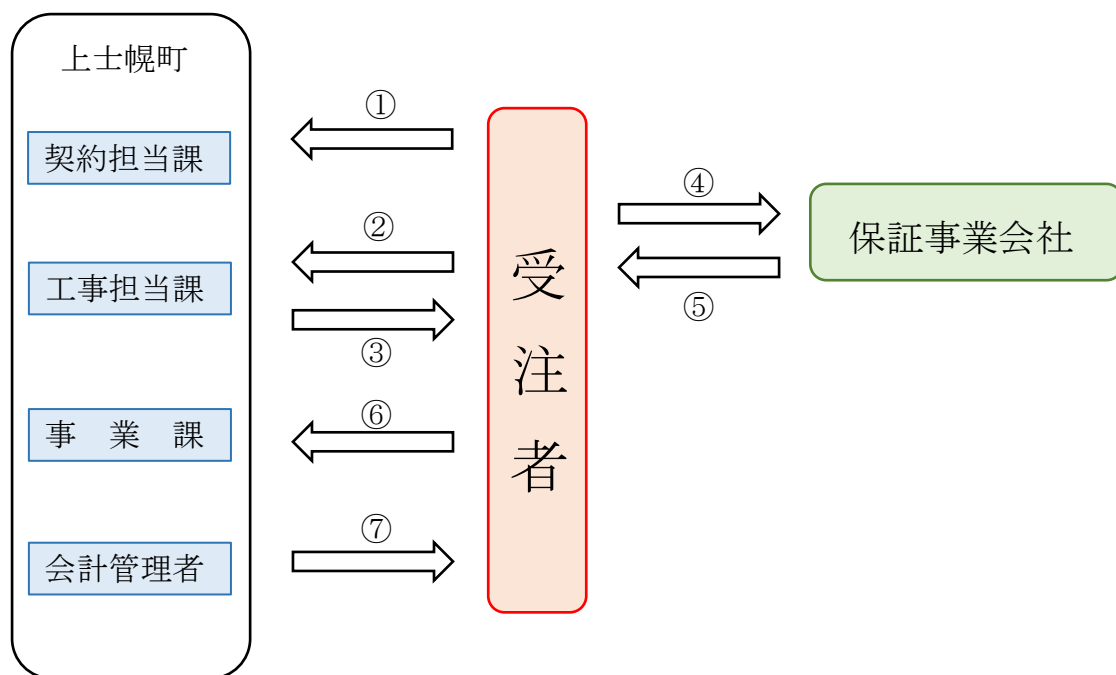 上士幌町
①
契約担当課
②
工事担当課
③
⑥
事　業　課
⑦
会計管理者
受注者
④
保証事業会社
⑤